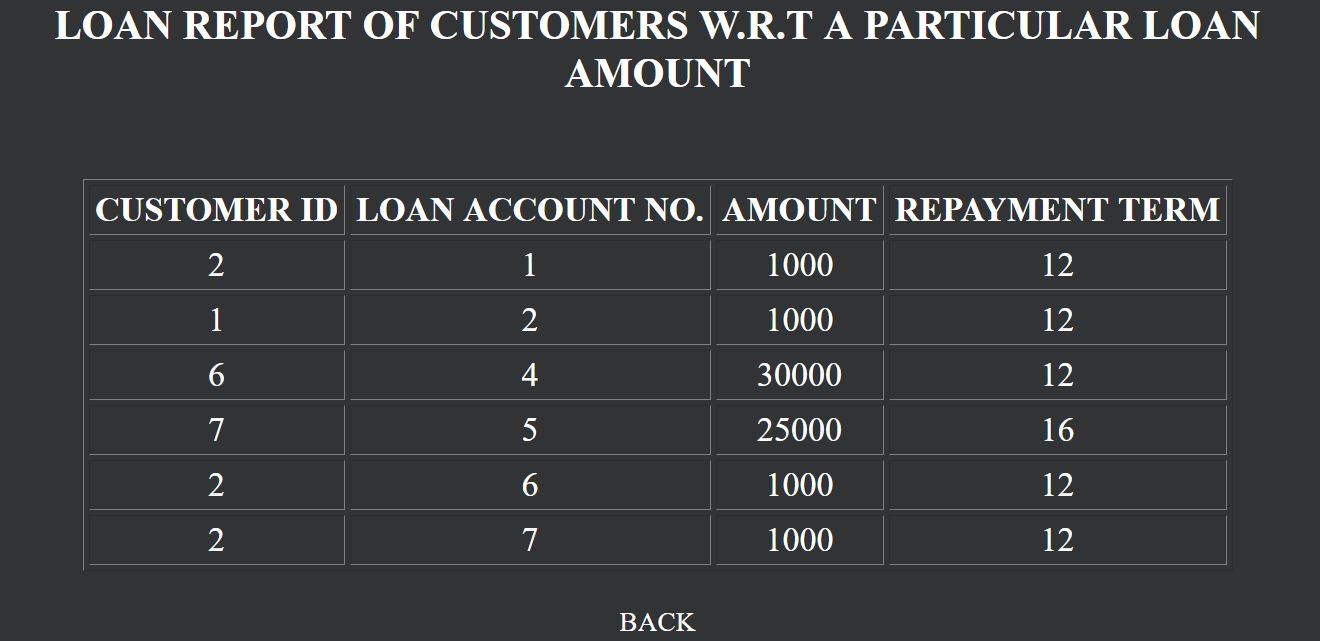 LOAN REPORT OF CUSTOMERS W.R.T A PARTICULAR LOAN
AMOUNT
CUSTOMER ID LOAN ACCOUNT NO. AMOUNT REPAYMENT TERM
2 1 1000 12
1 2 1000 12
6 4 30000 12
7 5 25000 16
2 6 1000 12
2 7 1000 12
BACK